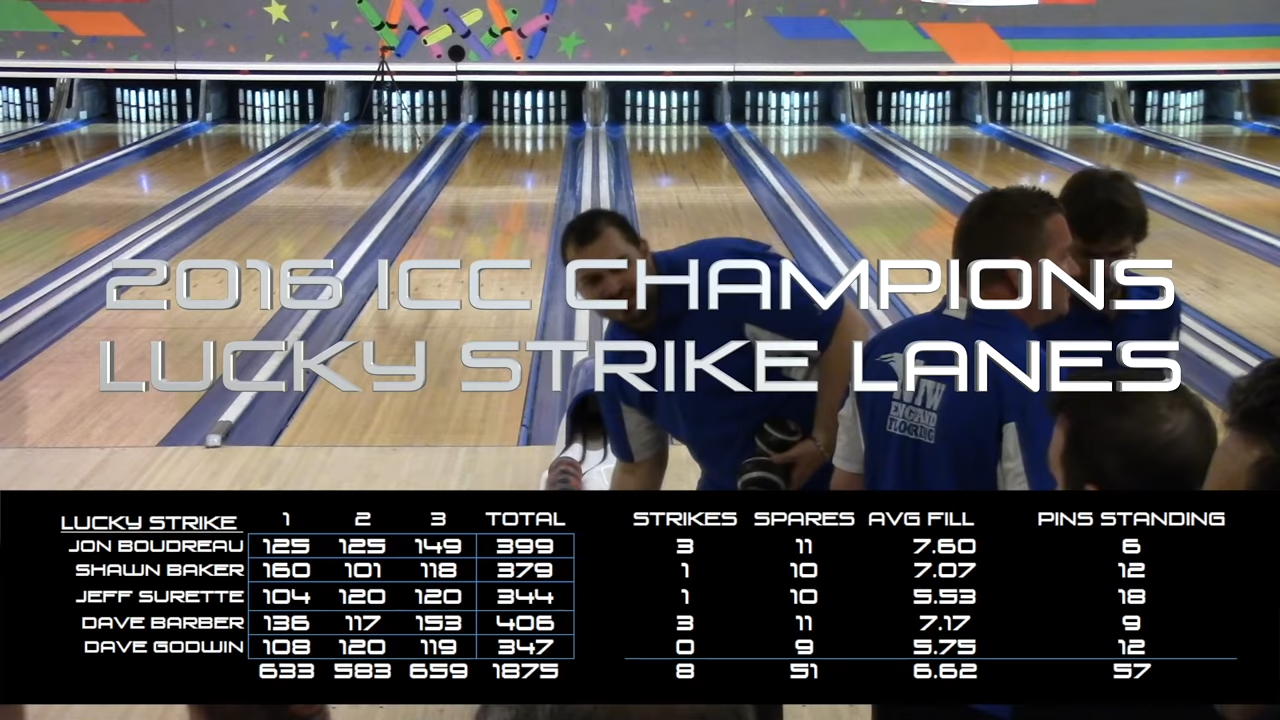 2016 ICC CHAMPIONS
LUCKY STRIKE LANES
NEW
ENGLAND
FLOORING
LUCKY STRIKE 1 2 3 TOTAL STRIKES SPARES AVG FILL PINS STANDING
JON BOUDREAU 125 125 149 399 3 11 7.60 6
SHAWN BAKER 160 101 118 379 1 10 7.07 12
JEFF SURETTE 104 120 120 344 1 10 5.53 18
DAVE BARBER 136 117 153 406 3 11 7.17 9
DAVE GODWIN 108 120 119 347 0 9 5.75 12
633 583 659 1875 8 51 6.62 57